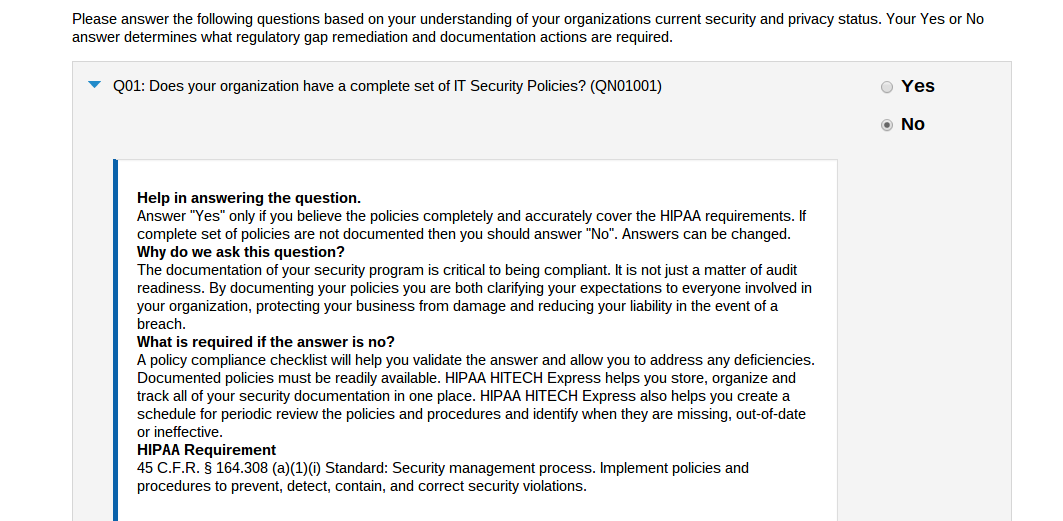 Please answer the following questions based on your understanding of your organizations current security and privacy status. Your Yes or No
answer determines what regulatory gap remediation and documentation actions are required.
Q01: Does your organization have a complete set of IT Security Policies? (QN01001)
Yes
No
Help in answering the question.
Answer "Yes" only if you believe the policies completely and accurately cover the HIPAA requirements. If
complete set of policies are not documented then you should answer "No". Answers can be changed.
Why do we ask this question?
The documentation of your security program is critical to being compliant. It is not just a matter of audit
readiness. By documenting your policies you are both clarifying your expectations to everyone involved in
your organization, protecting your business from damage and reducing your liability in the event of a
breach.
What is required if the answer is no?
A policy compliance checklist will help you validate the answer and allow you to address any deficiencies.
Documented policies must be readily available. HIPAA HITECH Express helps you store, organize and
track all of your security documentation in one place. HIPAA HITECH Express also helps you create a
schedule for periodic review the policies and procedures and identify when they are missing, out-of-date
or ineffective.
HIPAA Requirement
45 C.F.R. § 164.308 (a)(1)(i) Standard: Security management process. Implement policies and
procedures to prevent, detect, contain, and correct security violations.